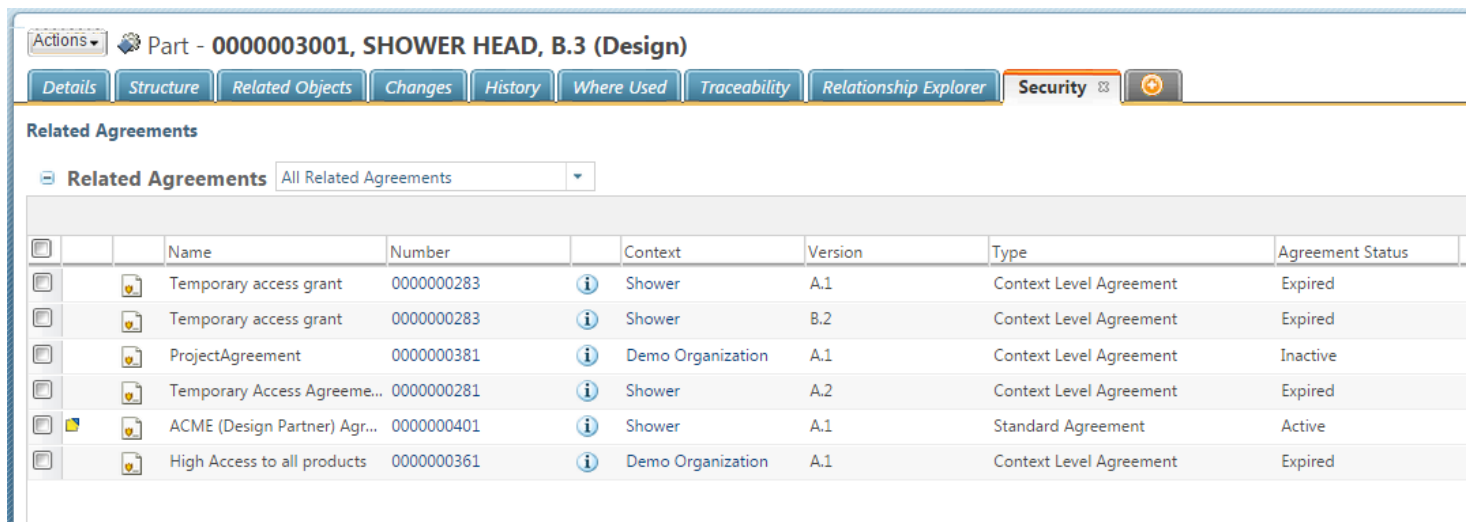 Actions Part - 0000003001, SHOWER HEAD, B.3 (Design)
Details Structure Related Objects Changes History Where Used Traceability Relationship Explorer Security
Related Agreements
Related Agreements All Related Agreements
Name Number Context Version Type Agreement Status
Temporary access grant 0000000283 Shower A.1 Context Level Agreement Expired
Temporary access grant 0000000283 Shower B.2 Context Level Agreement Expired
ProjectAgreement 0000000381 Demo Organization A.1 Context Level Agreement Inactive
Temporary Access Agreeme... 0000000281 Shower A.2 Context Level Agreement Expired
ACME (Design Partner) Agr... 0000000401 Shower A.1 Standard Agreement Active
High Access to all products 0000000361 Demo Organization A.1 Context Level Agreement Expired